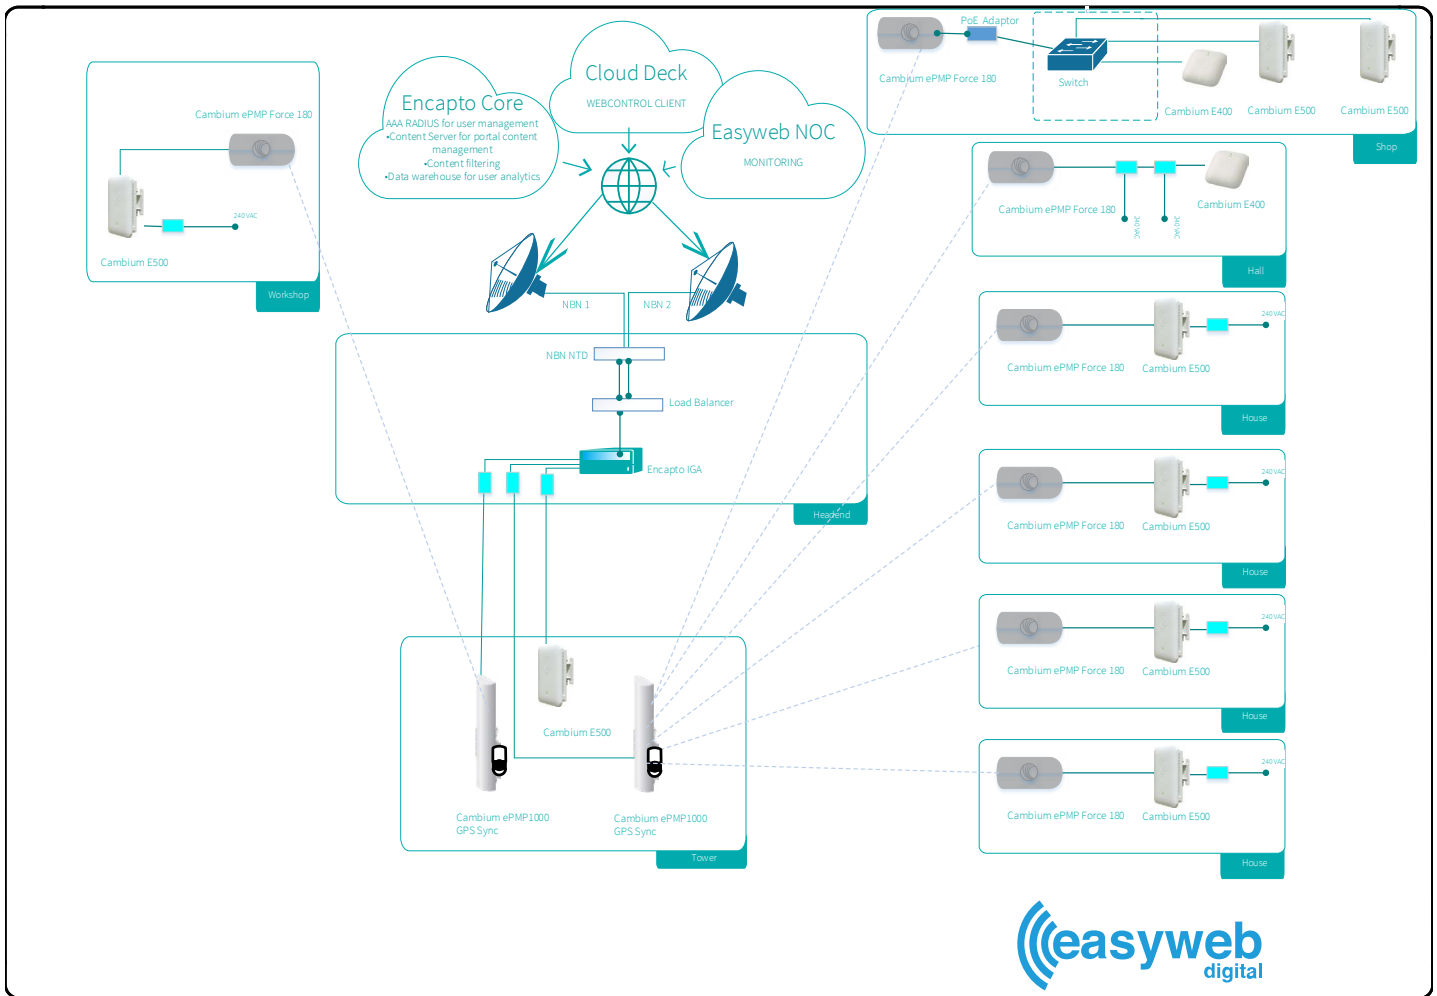 Cambium ePMP Force 180
240 VAC
Cambium E500
Workshop
Encapto Core
AAA RADIUS for user management
•Content Server for portal content
management
•Content filtering
•Data warehouse for user analytics
Cloud Deck
WEBCONTROL CLIENT
Easyweb NOC
MONITORING
NBN 1
NBN 2
NBN NTD
Load Balancer
Encapto IGA
Headend
Cambium E500
Cambium ePMP1000
GPS Sync
Cambium ePMP1000
GPS Sync
Tower
PoE Adaptor
Cambium ePMP Force 180
Switch
Cambium E400
Cambium E500
Cambium E500
Shop
Cambium ePMP Force 180
240 VAC
240 VAC
Cambium E400
Hall
240 VAC
Cambium ePMP Force 180
Cambium E500
House
240 VAC
Cambium ePMP Force 180
Cambium E500
House
240 VAC
Cambium ePMP Force 180
Cambium E500
House
240 VAC
Cambium ePMP Force 180
Cambium E500
House
easyweb
digital